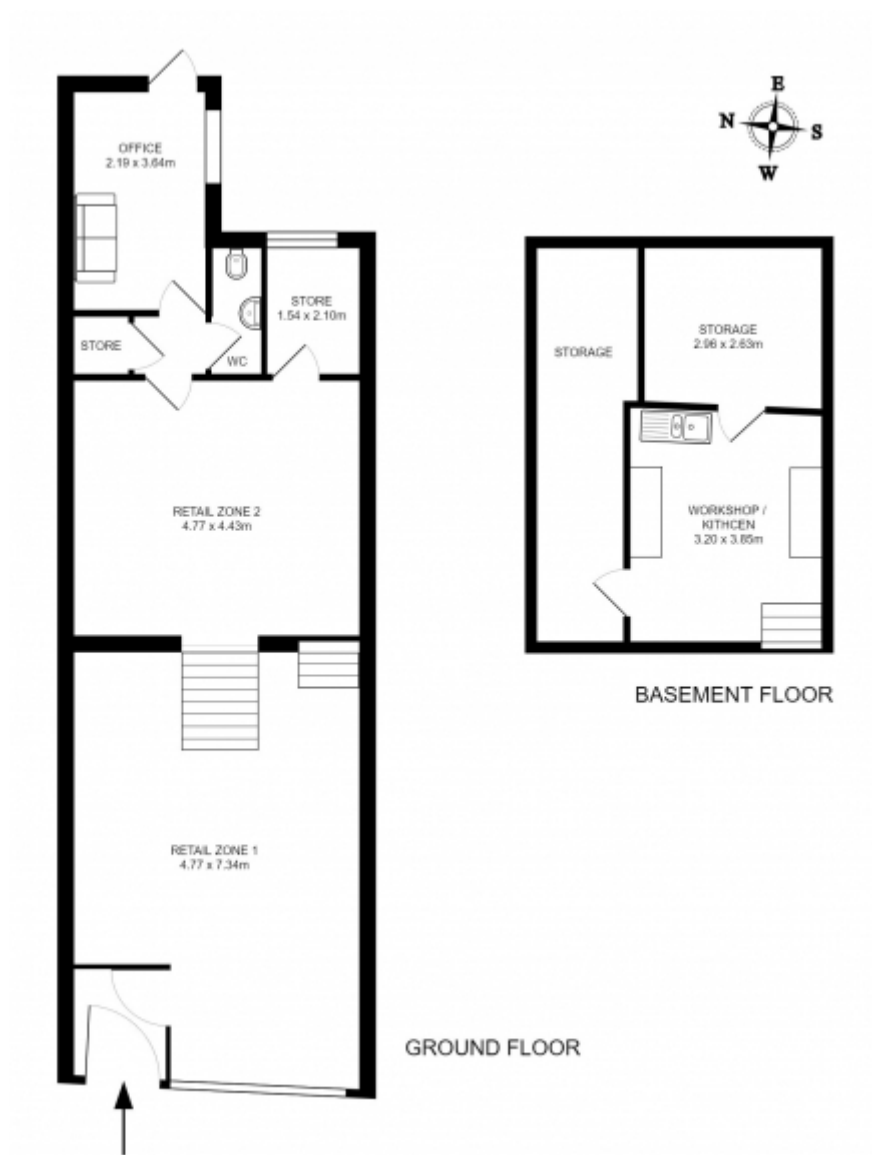 E
N
S
W
OFFICE
2.19 x 3.64m
STORE
1.54 x 2.10m
STORE
WC
STORAGE
2.96 x 2.63m
STORAGE
RETAIL ZONE 2
4.77 x 4.43m
WORKSHOP /
KITHCEN
3.20 x 3.85m
BASEMENT FLOOR
RETAIL ZONE 1
4.77 x 7.34m
GROUND FLOOR